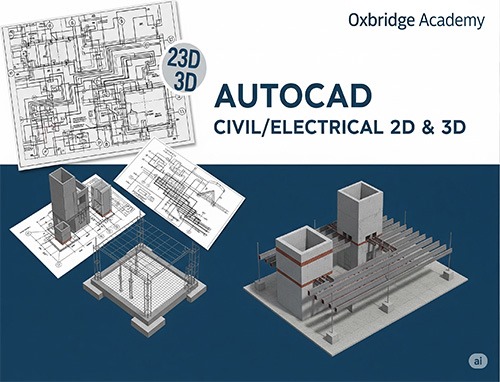 Oxbridge Academy
23D
3D
AUTOCAD
CIVIL/ELECTRICAL 2D & 3D
ai